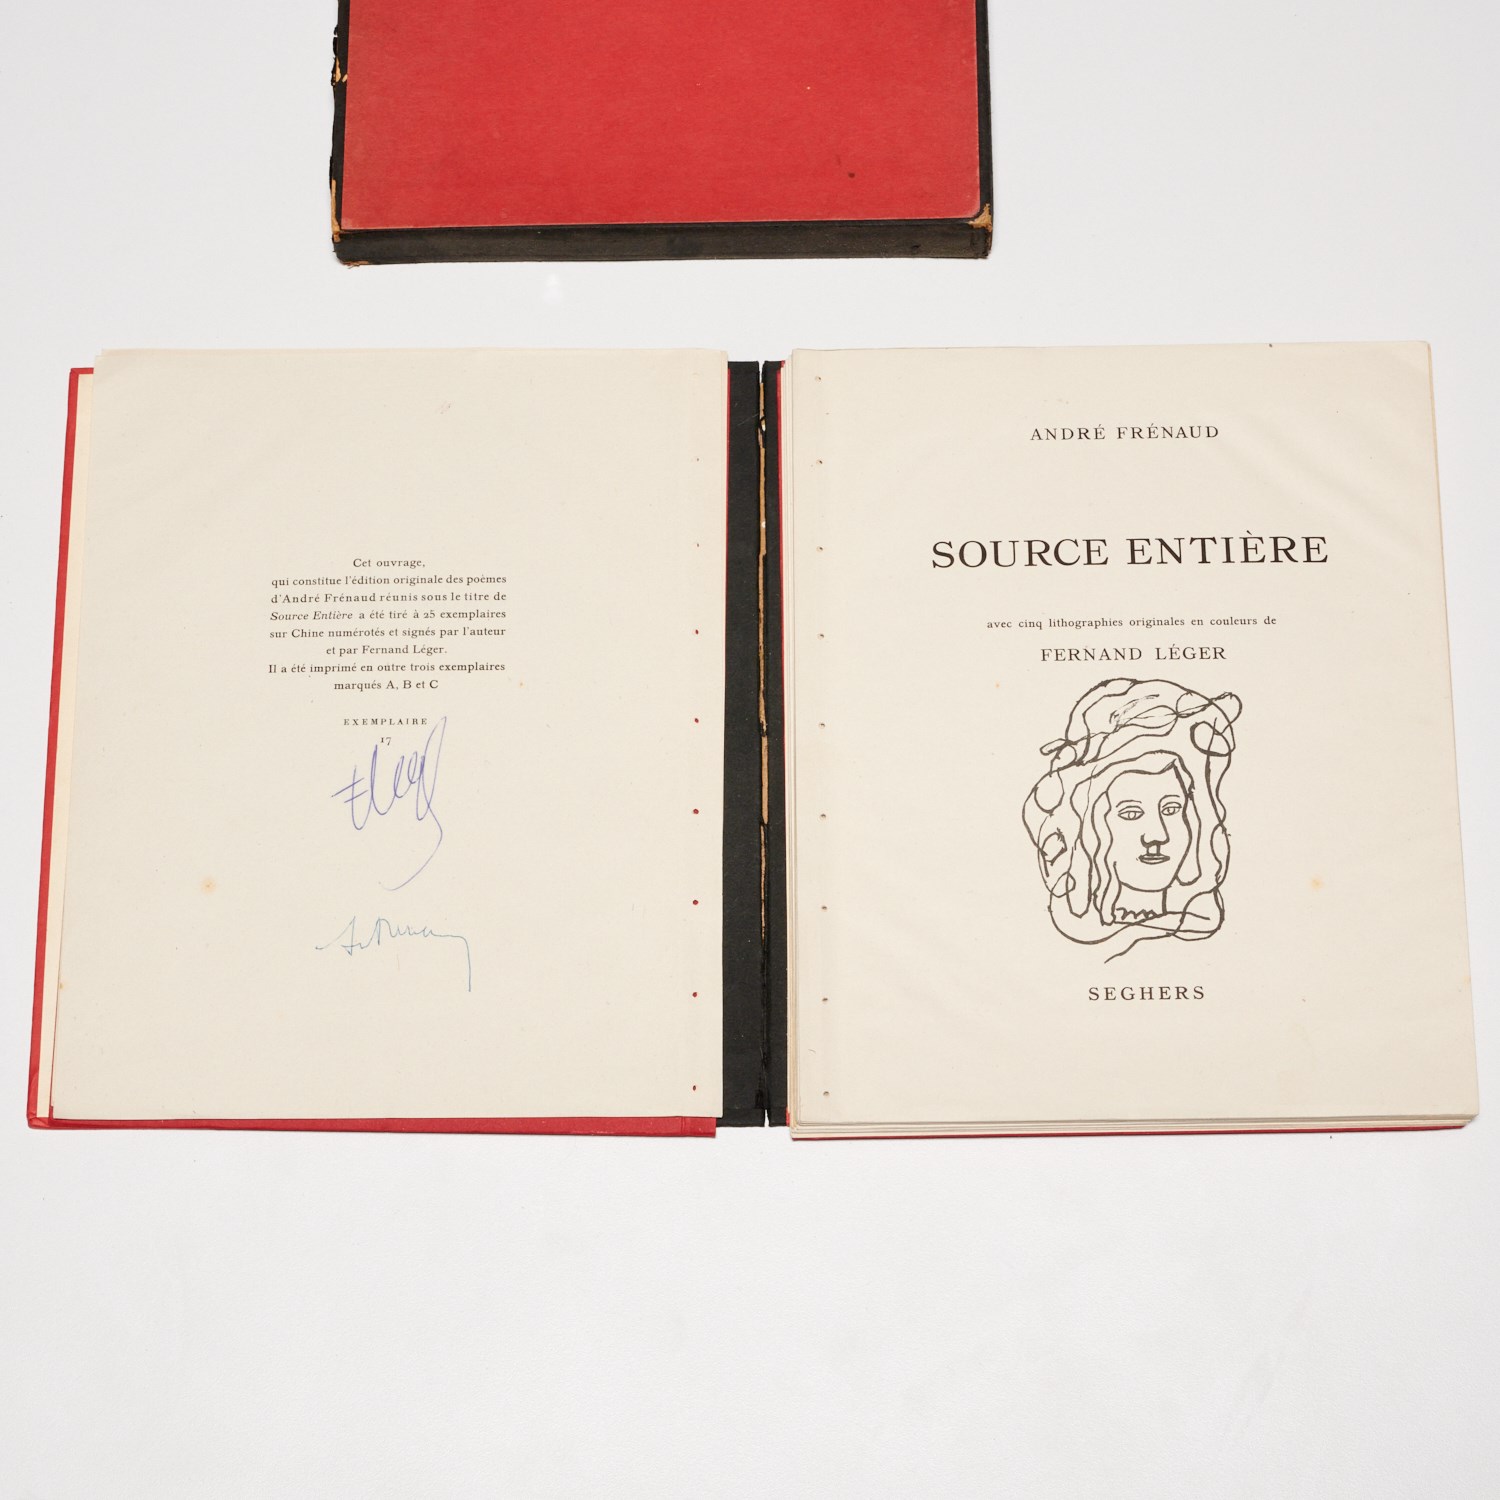 Cet ouvrage,
qui constitue l'édition originale des poèmes
d'André Frénaud réunis sous le titre de
Source Entière a été tiré à 25 exemplaires
sur Chine numérotés et signés par l'auteur
et par Fernand Léger.
Il a été imprimé en outre trois exemplaires
marqués A, B et C
EXEMPLAIRE
17
ANDRÉ FRÉNAUD
SOURCE ENTIÈRE
avec cinq lithographies originales en couleurs de
FERNAND LÉGER
SEGHERS